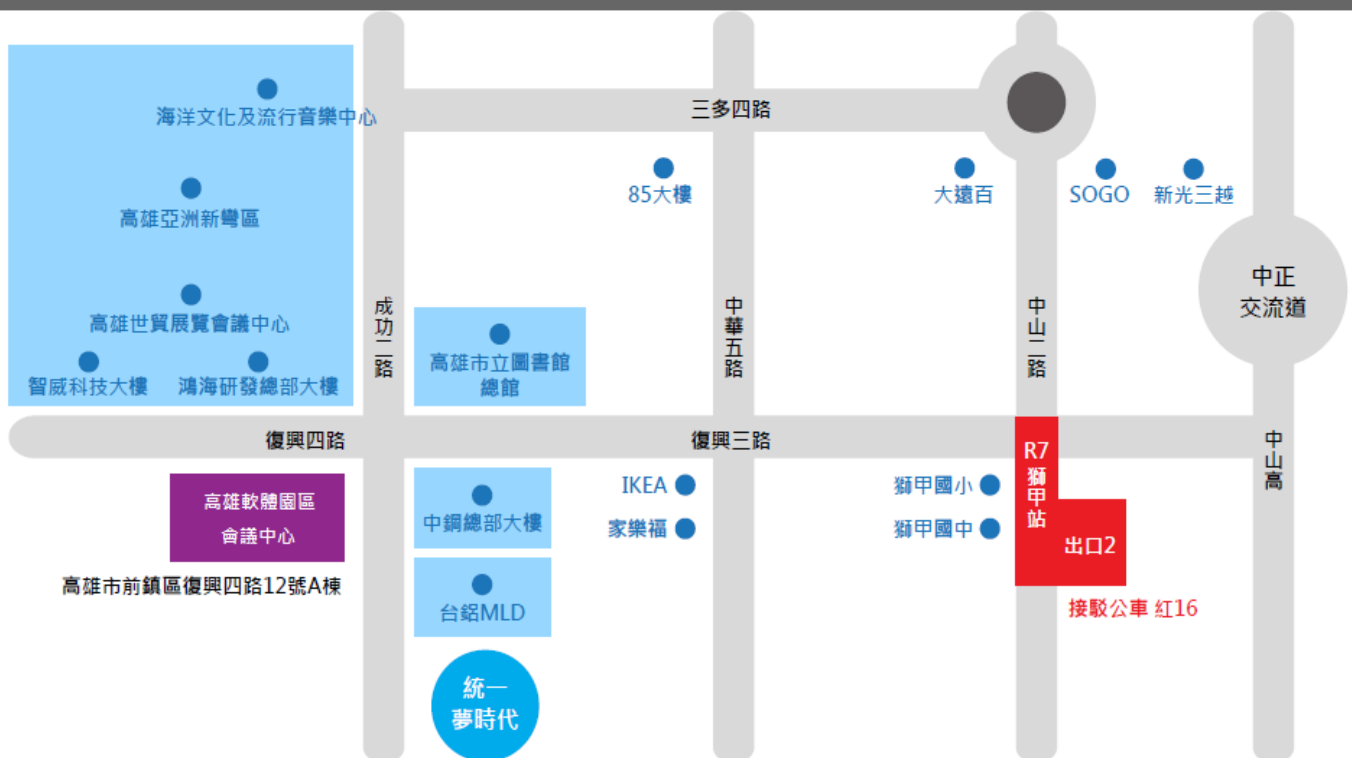 海洋文化及流行音樂中心
三多四路
85大樓
大遠百
SOGO
新光三越
高雄亞洲新彎區
中正
交流道
高雄世貿展覽會議中心
成功二路
中華五路
中山二路
高雄市立圖書館
總館
智威科技大樓
鴻海研發總部大樓
復興四路
復興三路
中山高
R7
獅甲站
高雄軟體園區
會議中心
中鋼總部大樓
IKEA
家樂福
獅甲國小
獅甲國中
出口2
高雄市前鎮區復興四路12號A棟
台鋁MLD
接駁公車 紅16
統一
夢時代